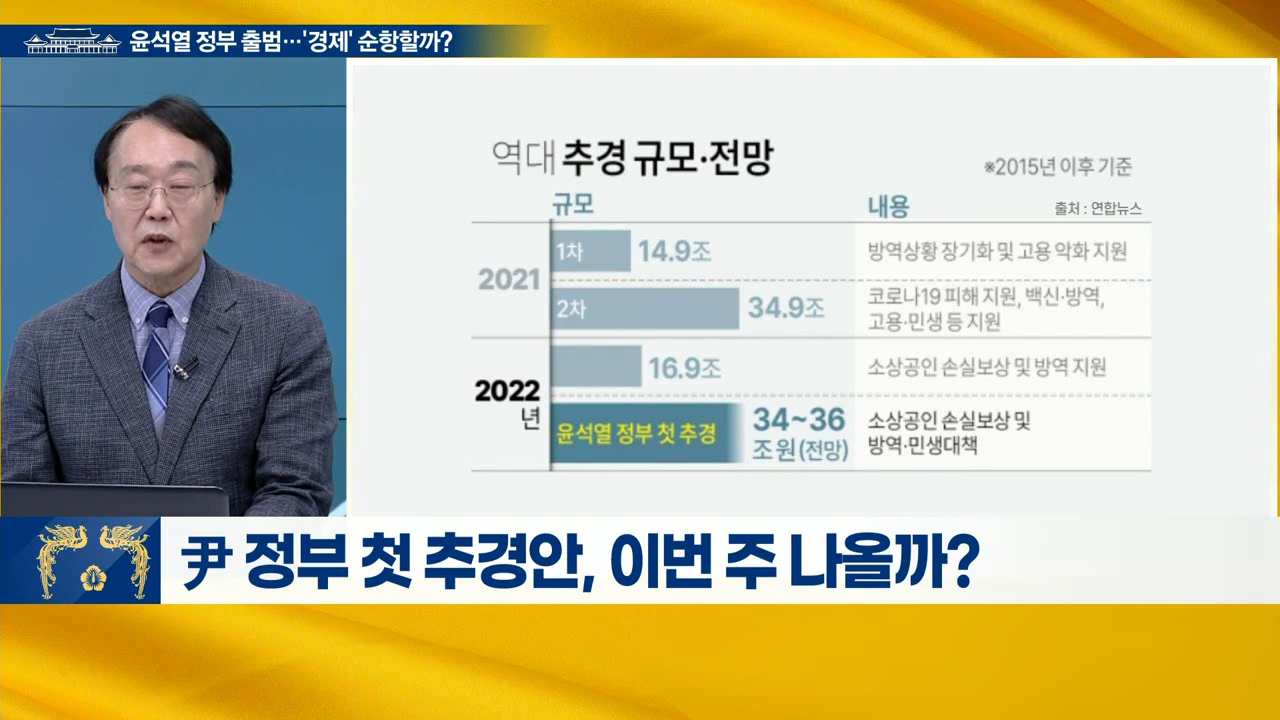 윤석열 정부 출범…'경제' 순항할까?
역대 추경 규모·전망
※2015년 이후 기준
규모
내용
출처 : 연합뉴스
2021
1차
14.9조
방역상황 장기화 및 고용 악화 지원
2차
34.9조
코로나19 피해 지원, 백신·방역,
고용·민생 등 지원
2022
년
16.9조
소상공인 손실보상 및 방역 지원
윤석열 정부 첫 추경
34~36
조 원(전망)
소상공인 손실보상 및
방역·민생대책
尹 정부 첫 추경안, 이번 주 나올까?